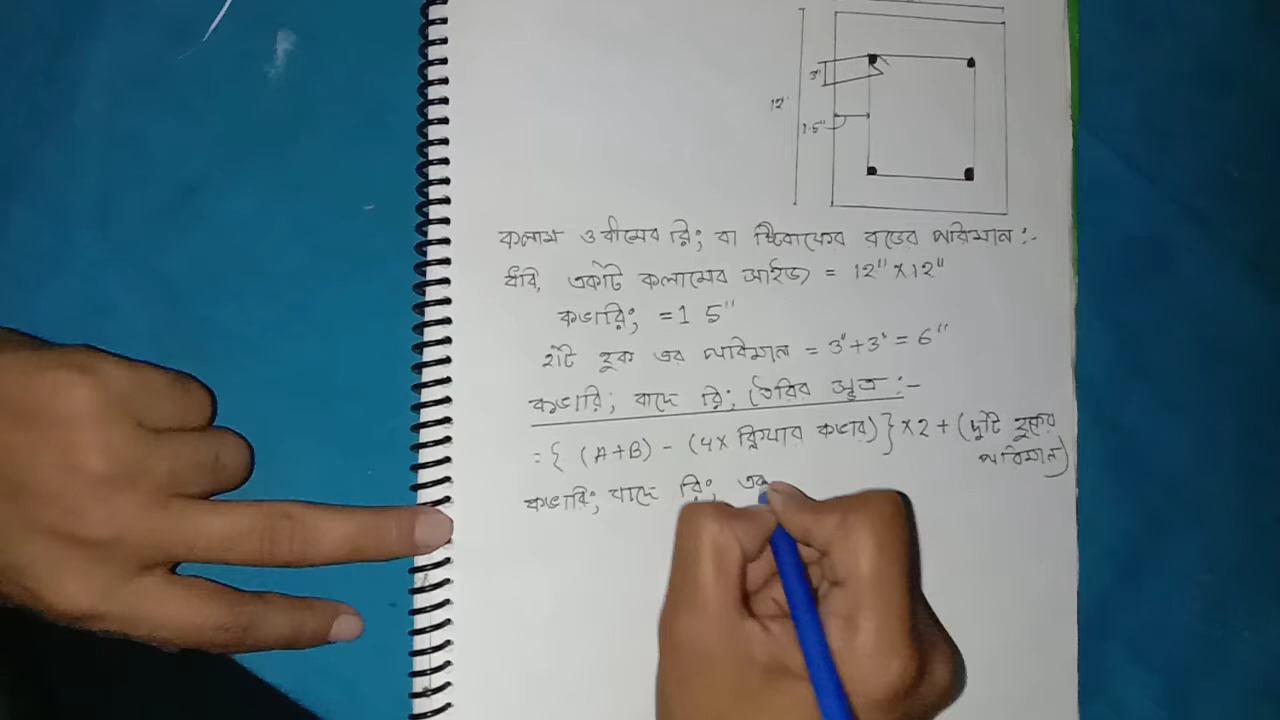 3"
12"
1.5"
কলাম ও বীমের রিং বা স্টিরাফের রডের পরিমান :-
ধরি, একটি কলামের সাইজ = 12" × 12"
কভারিং = 1.5"
২টি হুক এর পরিমান = 3" + 3" = 6"
কভারিং বাদে রিং তৈরির সূত্র :-
= { (A+B) - (4× ক্লিয়ার কভার) } × 2 + (দুটি হুকের
পরিমান)
কভারিং বাদে রিং এর